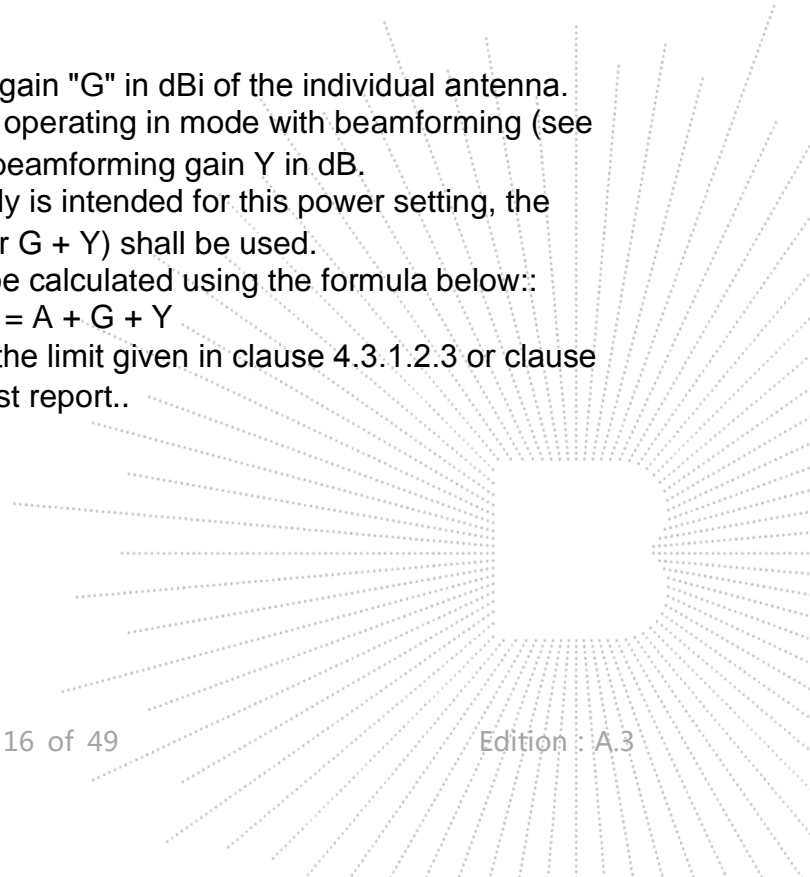 gain "G" in dBi of the individual antenna.
operating in mode with beamforming (see
beamforming gain Y in dB.
ly is intended for this power setting, the
r G + Y) shall be used.
be calculated using the formula below::
= A + G + Y
the limit given in clause 4.3.1.2.3 or clause
st report..
16 of 49 Edition : A.3